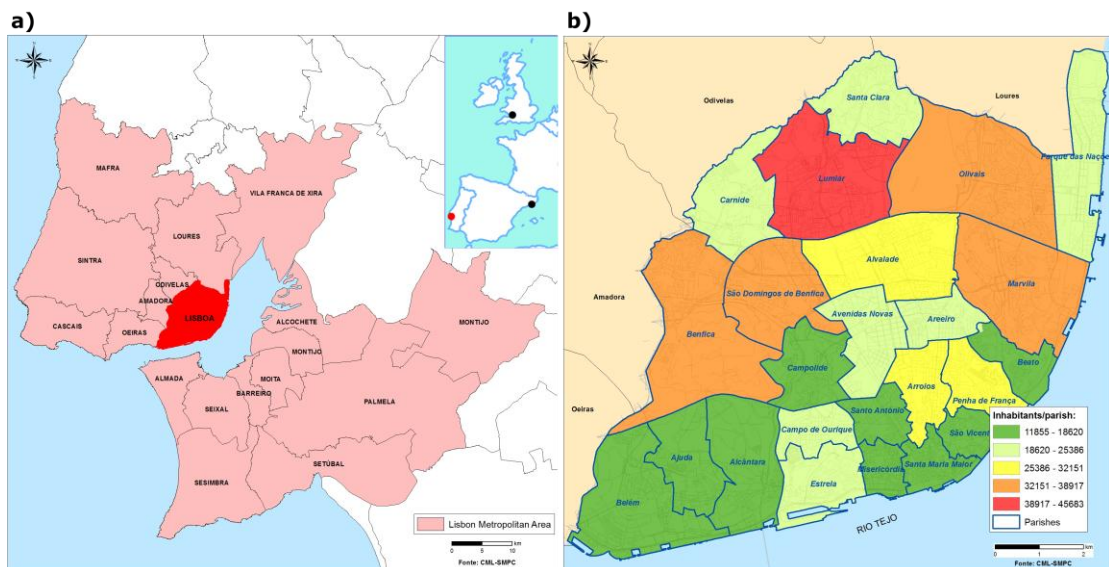 a)
MAFRA
VILA FRANCA DE XIRA
LOURES
SINTRA
ODIVELAS
AMADORA
LISBOA
CASCAIS
OEIRAS
ALCOCHETE
MONTIJO
MONTIJO
ALMADA
MOITA
BARREIRO
SEIXAL
PALMELA
SETÚBAL
SESIMBRA
Lisbon Metropolitan Area
0 5 10 km
Fonte: CML-SMPC
b)
Odivelas
Loures
Santa Clara
Parque das Naçõe
Lumiar
Olivais
Carnide
Alvalade
Marvila
Amadora
São Domingos de Benfica
Avenidas Novas
Areeiro
Benfica
Campolide
Beato
Arroios
Penha de França
Oeiras
Santo António
Campo de Ourique
São Vicent
Ajuda
Alcântara
Misericórdia
Santa Maria Maior
Belém
Estrela
RIO TEJO
Inhabitants/parish:
11855 - 18620
18620 - 25386
25386 - 32151
32151 - 38917
38917 - 45683
Parishes
0 1 2 km
Fonte: CML-SMPC